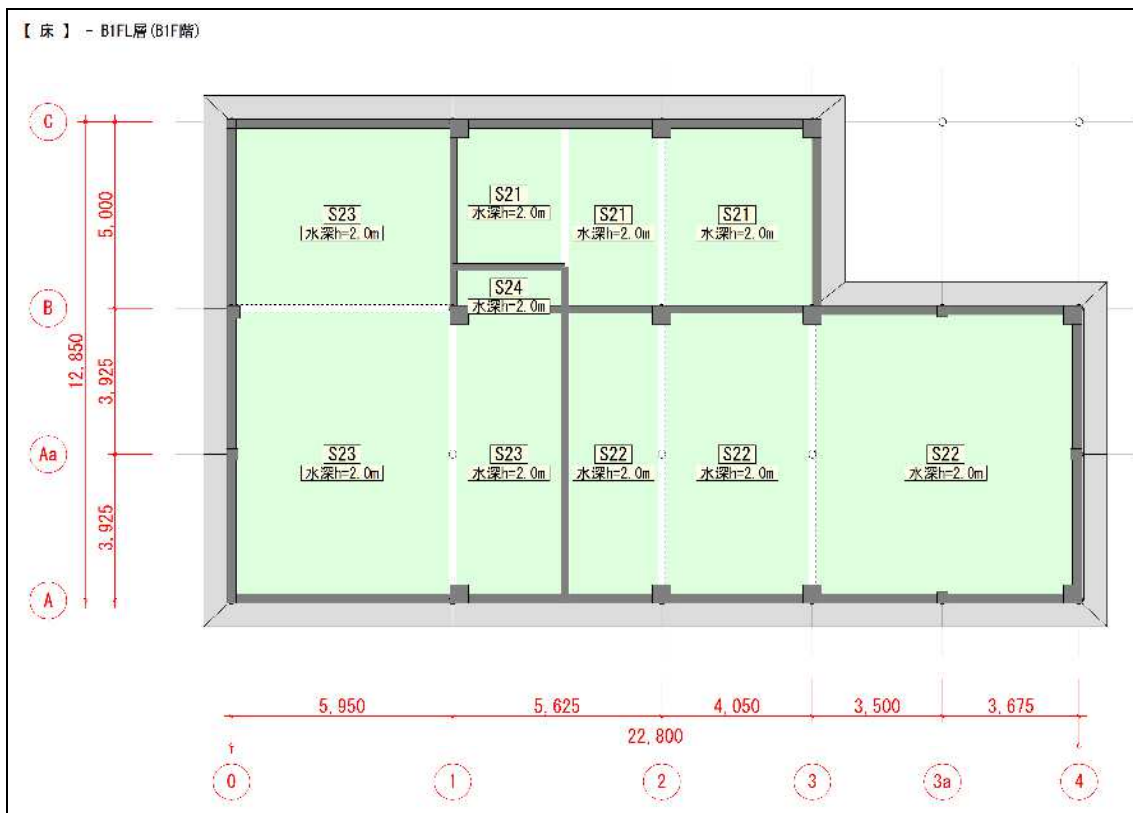 【 床 】 - B1FL層(B1F階)
C
B
Aa
A
12,850
5,000
3,925
3,925
S23
水深h=2.0m
S21
水深h=2.0m
S21
水深h=2.0m
S21
水深h=2.0m
S24
水深h=2.0m
S23
水深h=2.0m
S23
水深h=2.0m
S22
水深h=2.0m
S22
水深h=2.0m
S22
水深h=2.0m
5,950
5,625
4,050
3,500
3,675
22,800
0
1
2
3
3a
4